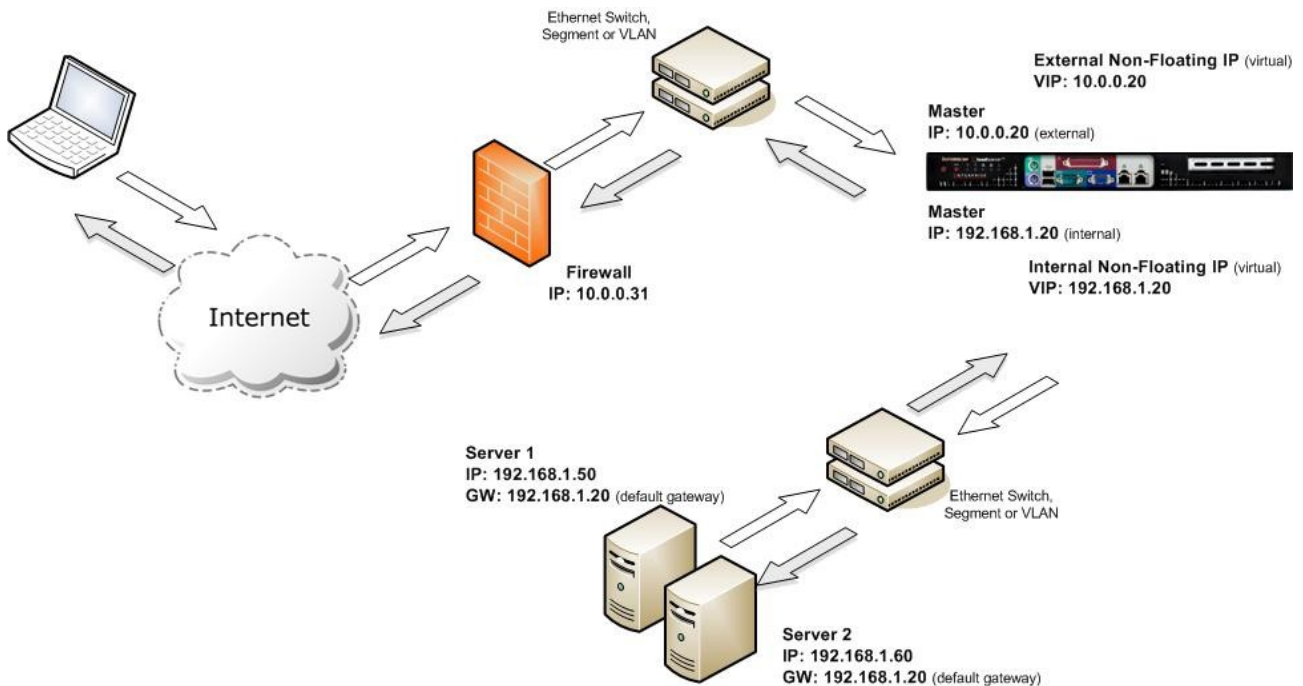 Ethernet Switch,
Segment or VLAN
External Non-Floating IP (virtual)
VIP: 10.0.0.20
Master
IP: 10.0.0.20 (external)
Master
IP: 192.168.1.20 (internal)
Internal Non-Floating IP (virtual)
VIP: 192.168.1.20
Firewall
IP: 10.0.0.31
Internet
Server 1
IP: 192.168.1.50
GW: 192.168.1.20 (default gateway)
Ethernet Switch,
Segment or VLAN
Server 2
IP: 192.168.1.60
GW: 192.168.1.20 (default gateway)